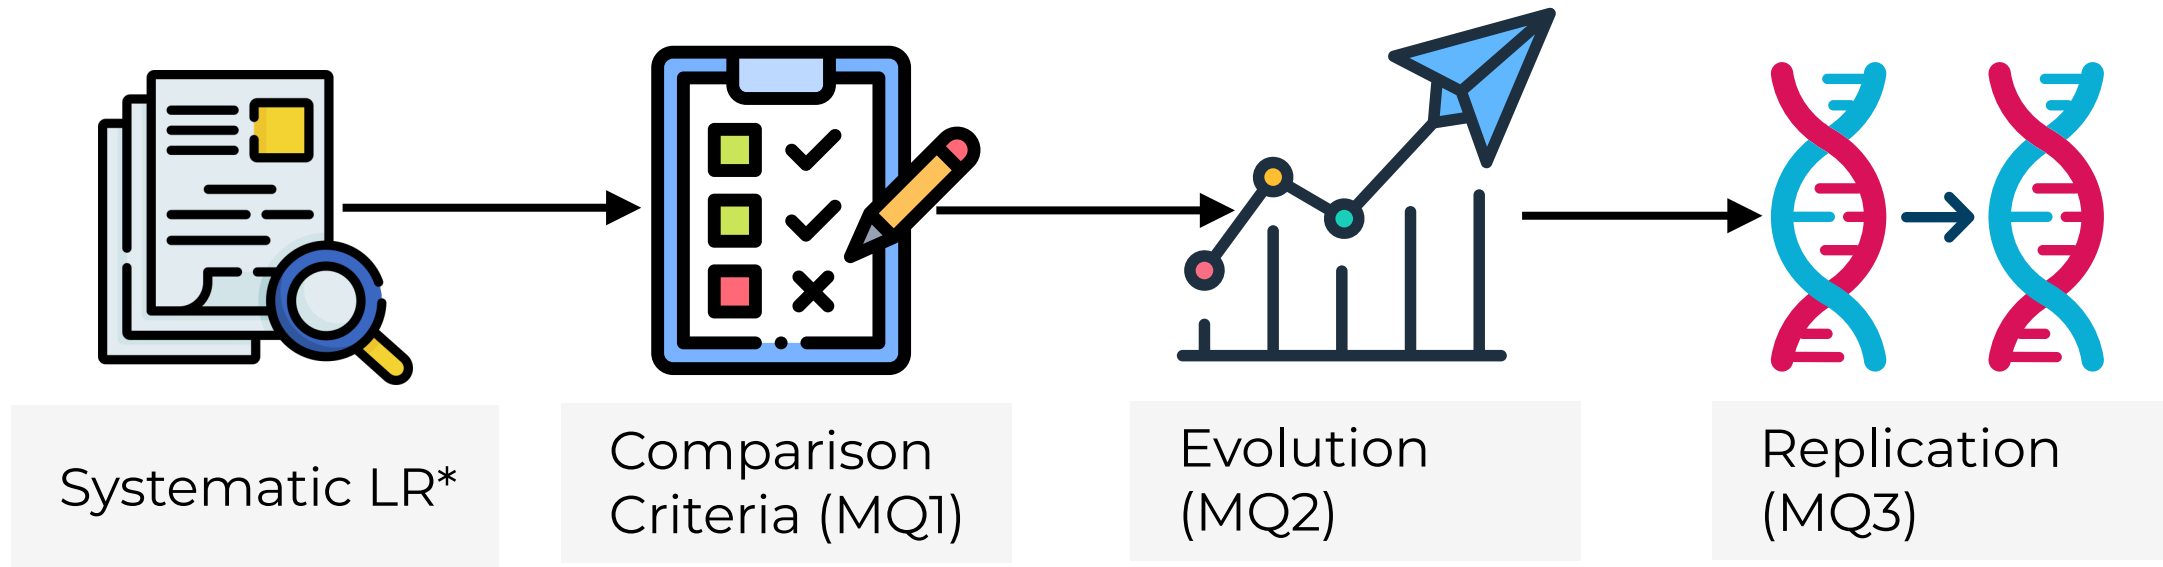 Systematic LR*
Comparison
Criteria (MQ1)
Evolution
(MQ2)
Replication
(MQ3)